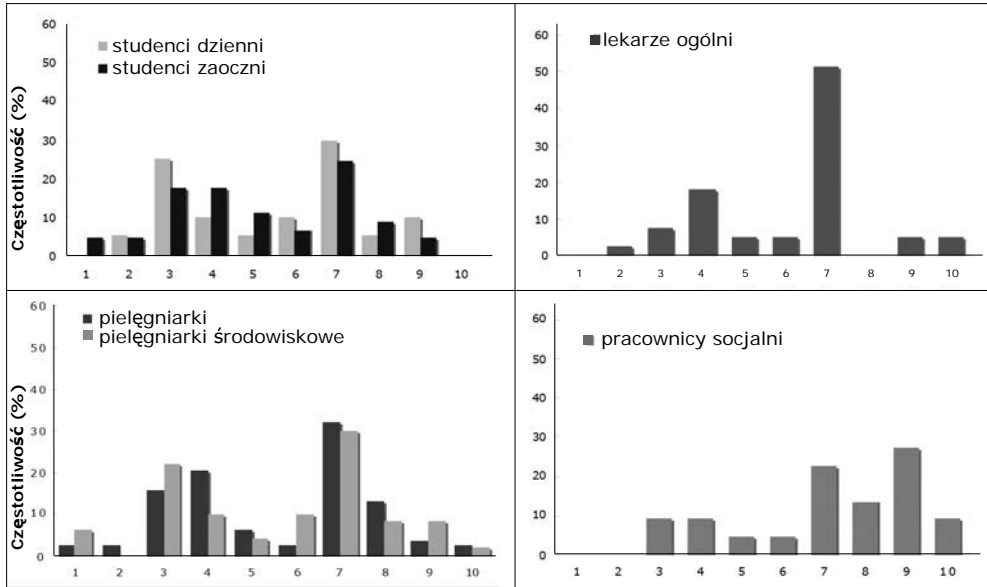 Częstotliwość (%)
60
50
40
30
20
10
0
studenci dzienni
studenci zaoczni
1 2 3 4 5 6 7 8 9 10
60
50
40
30
20
10
0
lekarze ogólni
1 2 3 4 5 6 7 8 9 10
Częstotliwość (%)
60
50
40
30
20
10
0
pielęgniarki
pielęgniarki środowiskowe
1 2 3 4 5 6 7 8 9 10
60
50
40
30
20
10
0
pracownicy socjalni
1 2 3 4 5 6 7 8 9 10